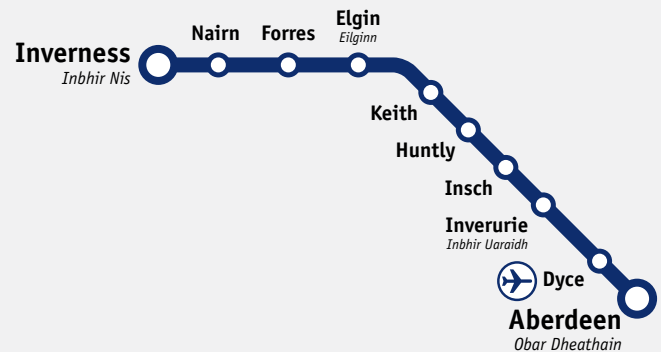 Inverness
Inbhir Nis
Nairn
Forres
Elgin
Eilginn
Keith
Huntly
Insch
Inverurie
Inbhir Uaraidh
Dyce
Aberdeen
Obar Dheathain